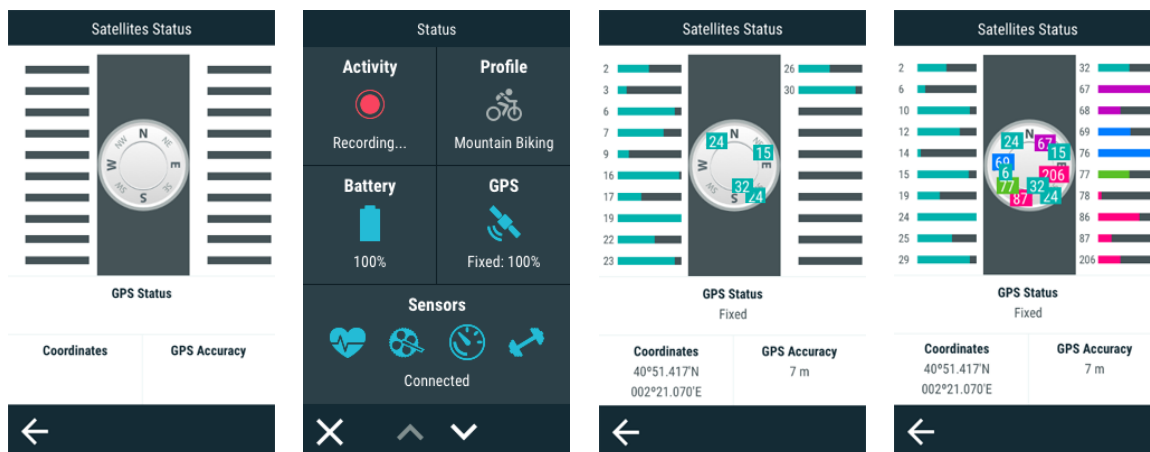 Satellites Status
N
NE
E
SE
S
SW
W
NW
GPS Status
Coordinates GPS Accuracy
Status
Activity Profile
Recording... Mountain Biking
Battery GPS
100% Fixed: 100%
Sensors
Connected
Satellites Status
2 26
3 30
6
7
9
16
17
19
22
23
N
24
NE
15
E
32
24
S
SW
W
GPS Status
Fixed
Coordinates GPS Accuracy
40º51.417'N 7 m
002º21.070'E
Satellites Status
2 32
6 67
10 68
12 69
14 76
15 77
19 78
24 86
25 87
29 206
24
N
67
15
E
69
6
206
77
32
87
24
GPS Status
Fixed
Coordinates GPS Accuracy
40º51.417'N 7 m
002º21.070'E